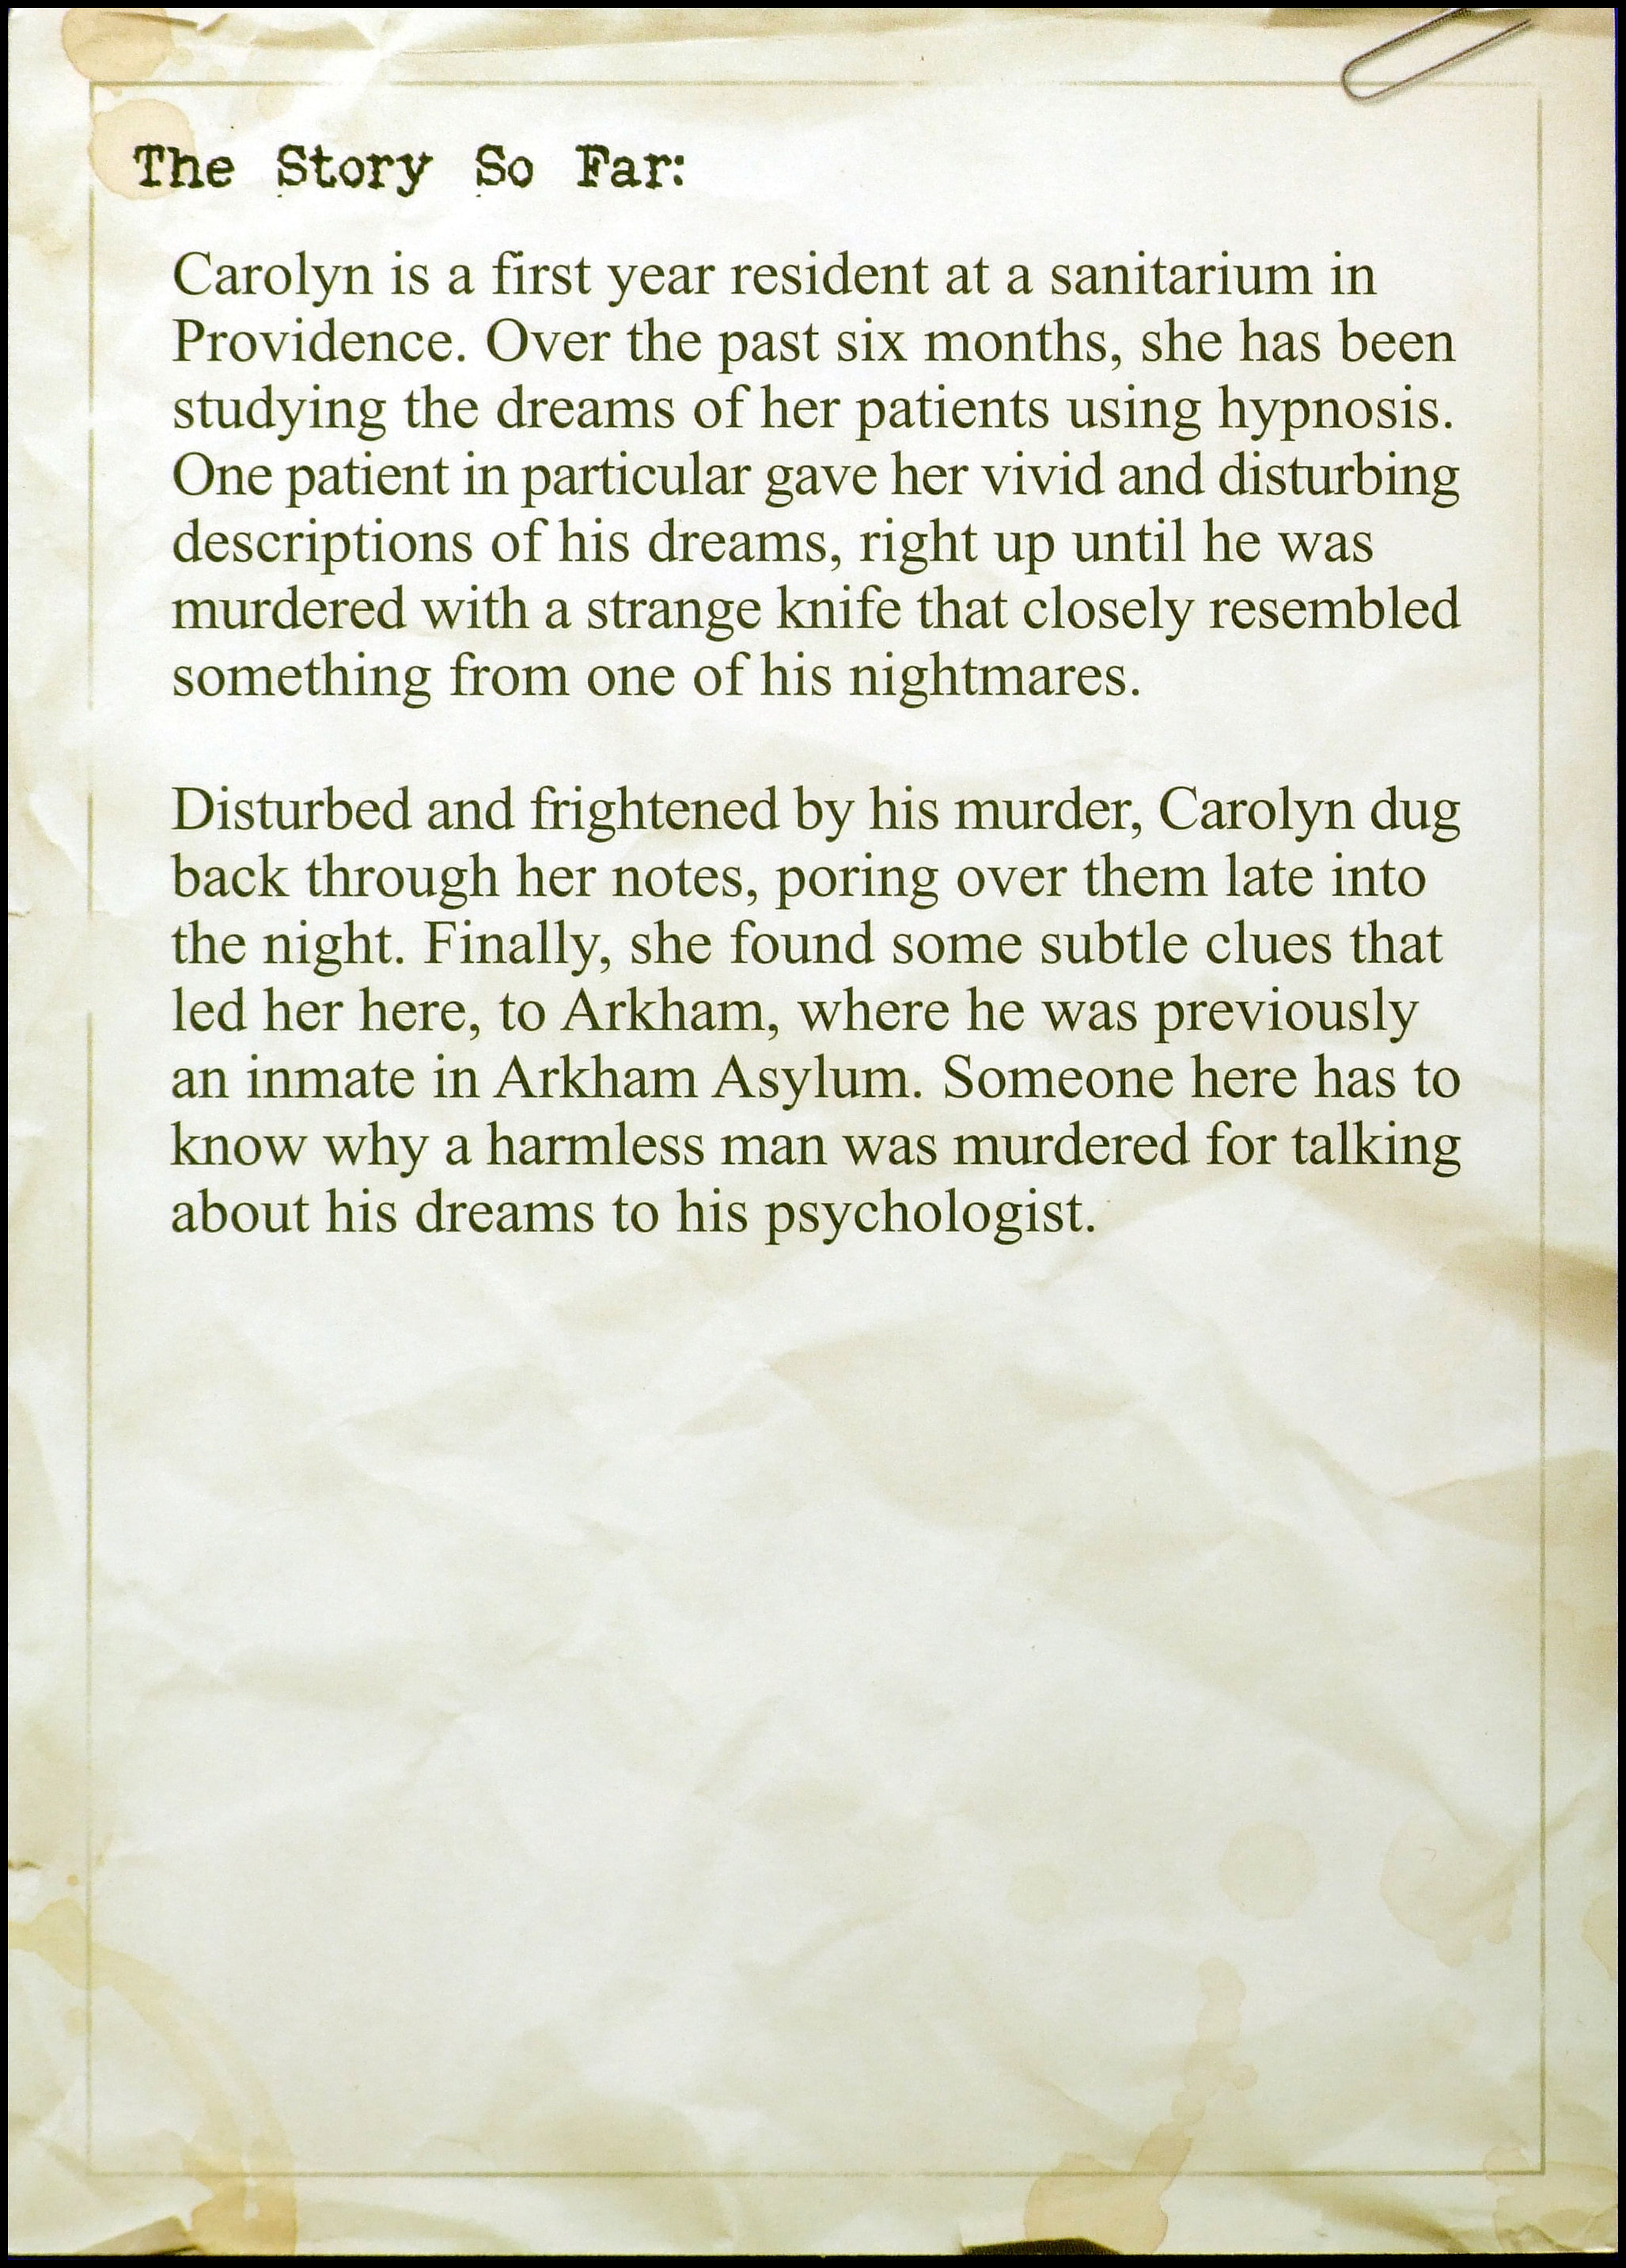 The Story So Far:
Carolyn is a first year resident at a sanitarium in
Providence. Over the past six months, she has been
studying the dreams of her patients using hypnosis.
One patient in particular gave her vivid and disturbing
descriptions of his dreams, right up until he was
murdered with a strange knife that closely resembled
something from one of his nightmares.
Disturbed and frightened by his murder, Carolyn dug
back through her notes, poring over them late into
the night. Finally, she found some subtle clues that
led her here, to Arkham, where he was previously
an inmate in Arkham Asylum. Someone here has to
know why a harmless man was murdered for talking
about his dreams to his psychologist.